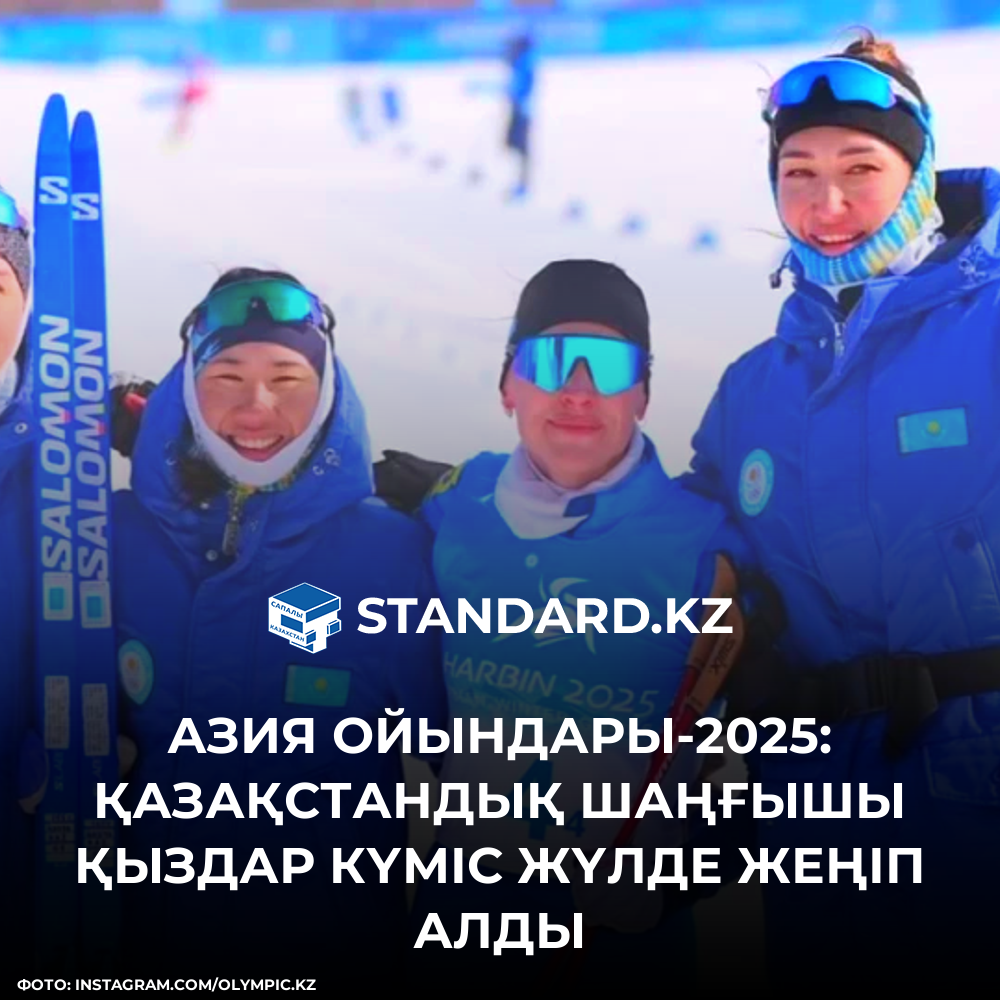 S
S
SALOMON
SALOMON
САПАЛЫ
КАЗАХСТАН
STANDARD.KZ
HARBIN 2025
АЗИЯ ОЙЫНДАРЫ-2025:
ҚАЗАҚСТАНДЫҚ ШАҢҒЫШЫ
ҚЫЗДАР КҮМІС ЖҮЛДЕ ЖЕҢІП
АЛДЫ
ФОТО: INSTAGRAM.COM/OLYMPIC.KZ